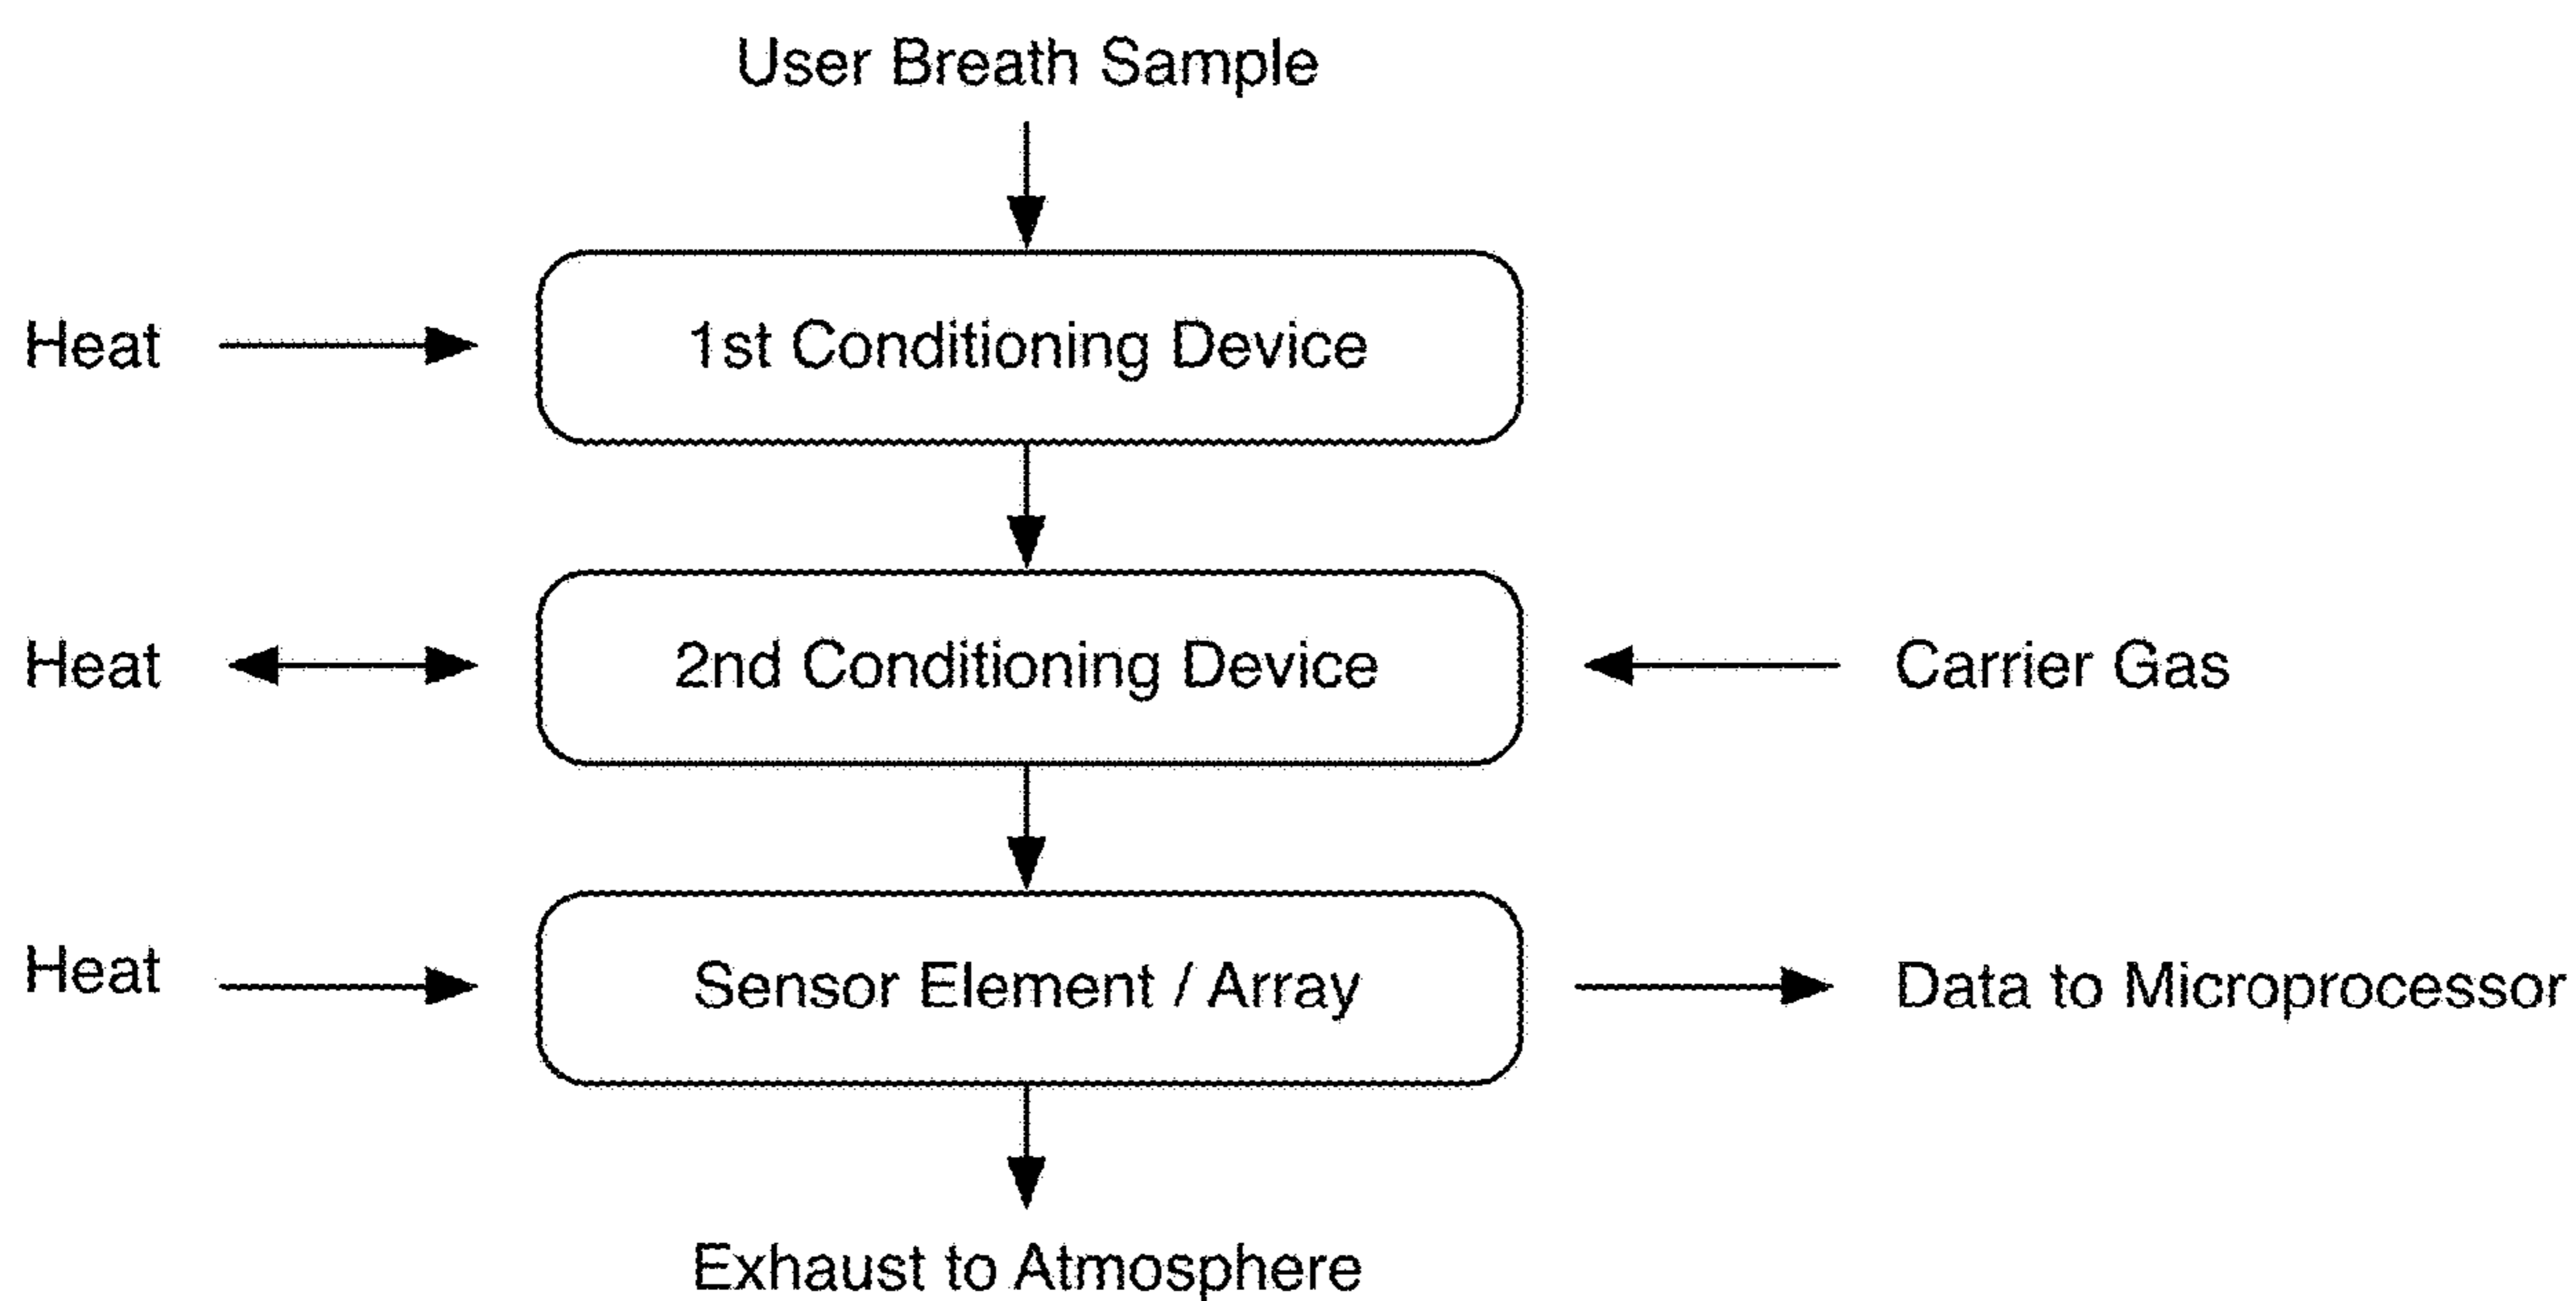 User Breath Sample
Heat
1st Conditioning Device
Heat
2nd Conditioning Device
Carrier Gas
Heat
Sensor Element / Array
Data to Microprocessor
Exhaust to Atmosphere